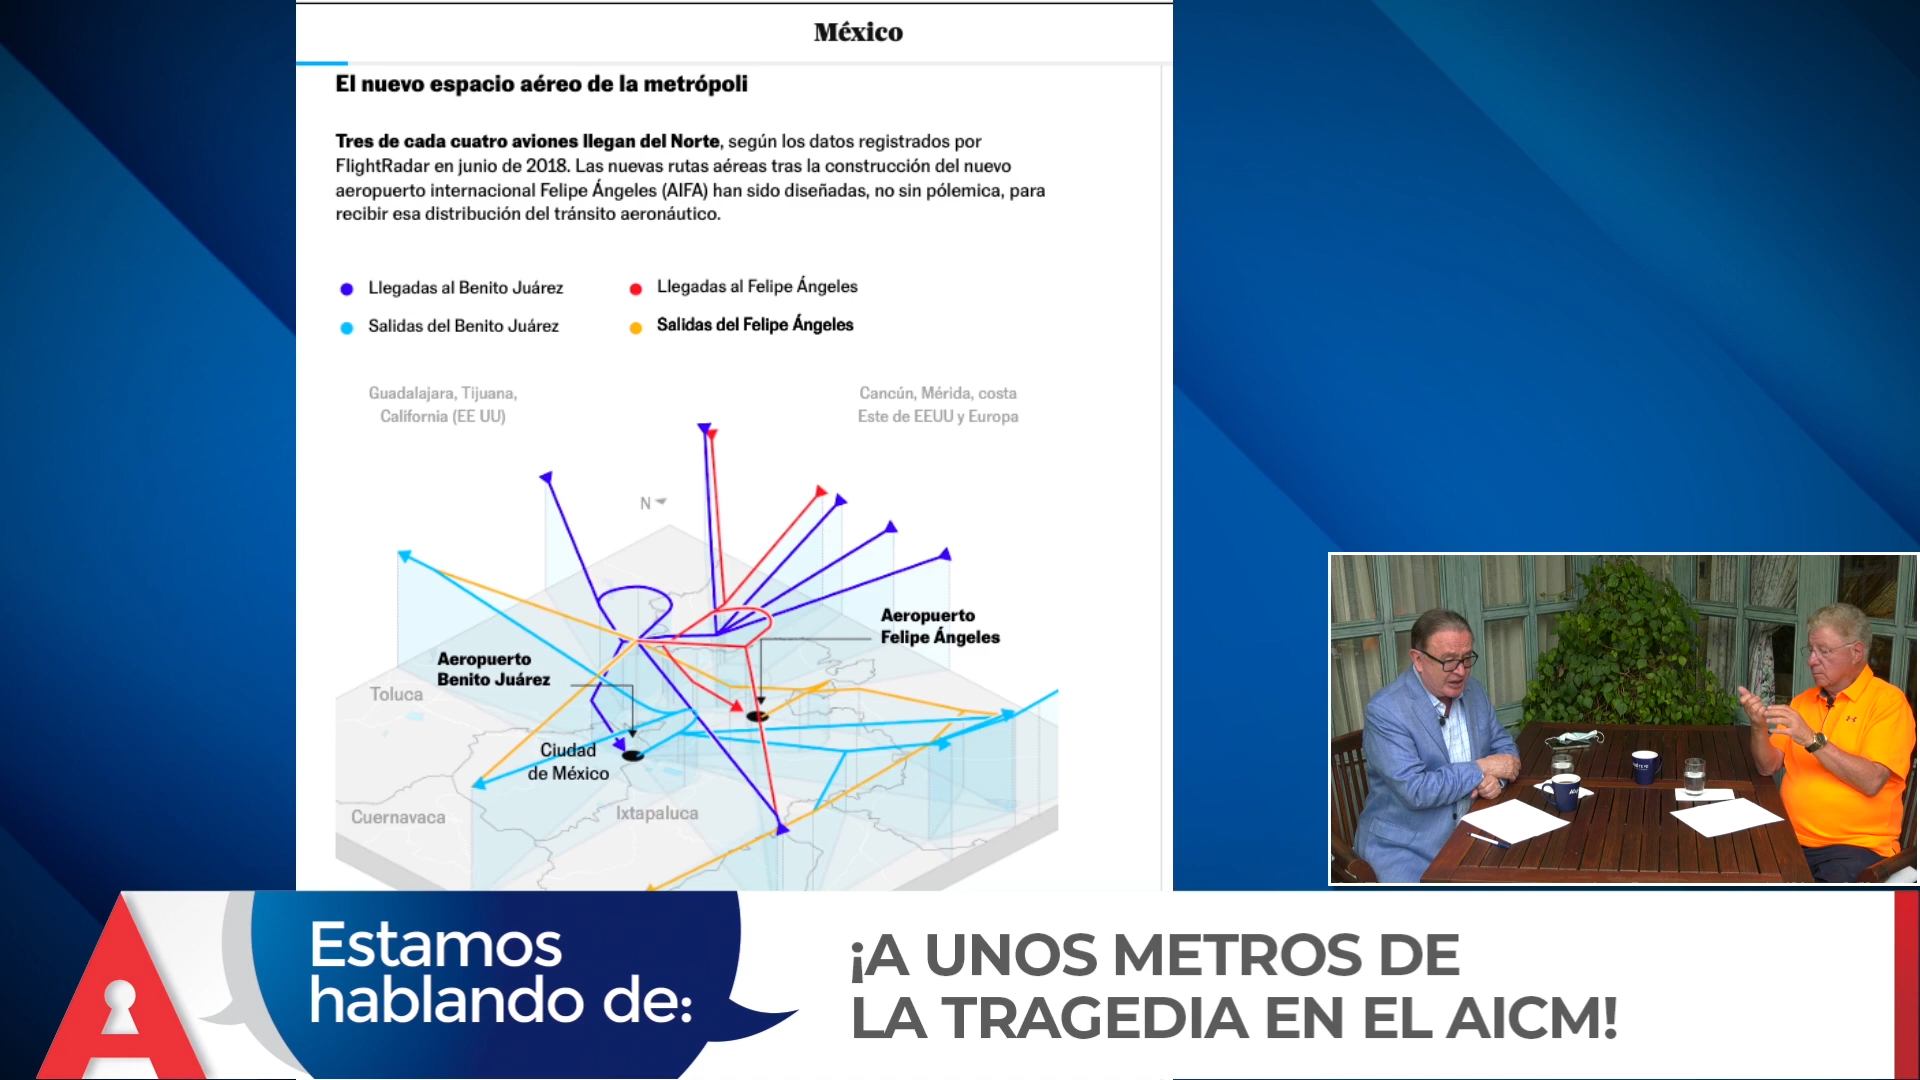 México
El nuevo espacio aéreo de la metrópoli
Tres de cada cuatro aviones llegan del Norte, según los datos registrados por
FlightRadar en junio de 2018. Las nuevas rutas aéreas tras la construcción del nuevo
aeropuerto internacional Felipe Ángeles (AIFA) han sido diseñadas, no sin pólemica, para
recibir esa distribución del tránsito aeronáutico.
Llegadas al Benito Juárez
Llegadas al Felipe Ángeles
Salidas del Benito Juárez
Salidas del Felipe Ángeles
Guadalajara, Tijuana,
California (EE UU)
Cancún, Mérida, costa
Este de EEUU y Europa
N
Aeropuerto
Felipe Ángeles
Aeropuerto
Benito Juárez
Toluca
Ciudad
de México
Cuernavaca
Ixtapaluca
Estamos
hablando de:
¡A UNOS METROS DE
LA TRAGEDIA EN EL AICM!